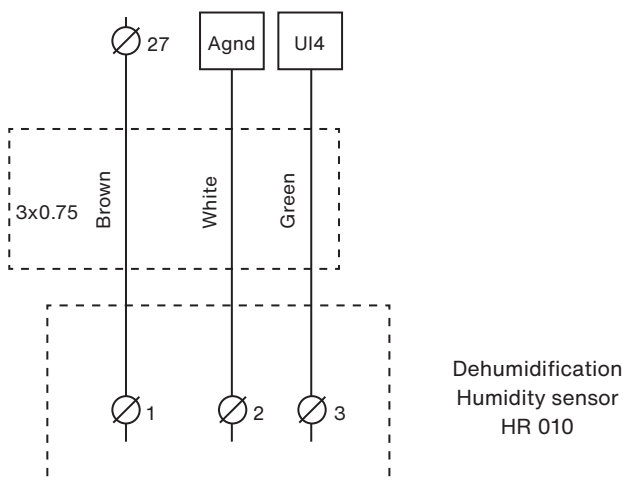 27
Agnd
UI4
3x0.75
Brown
White
Green
1
2
3
Dehumidification
Humidity sensor
HR 010